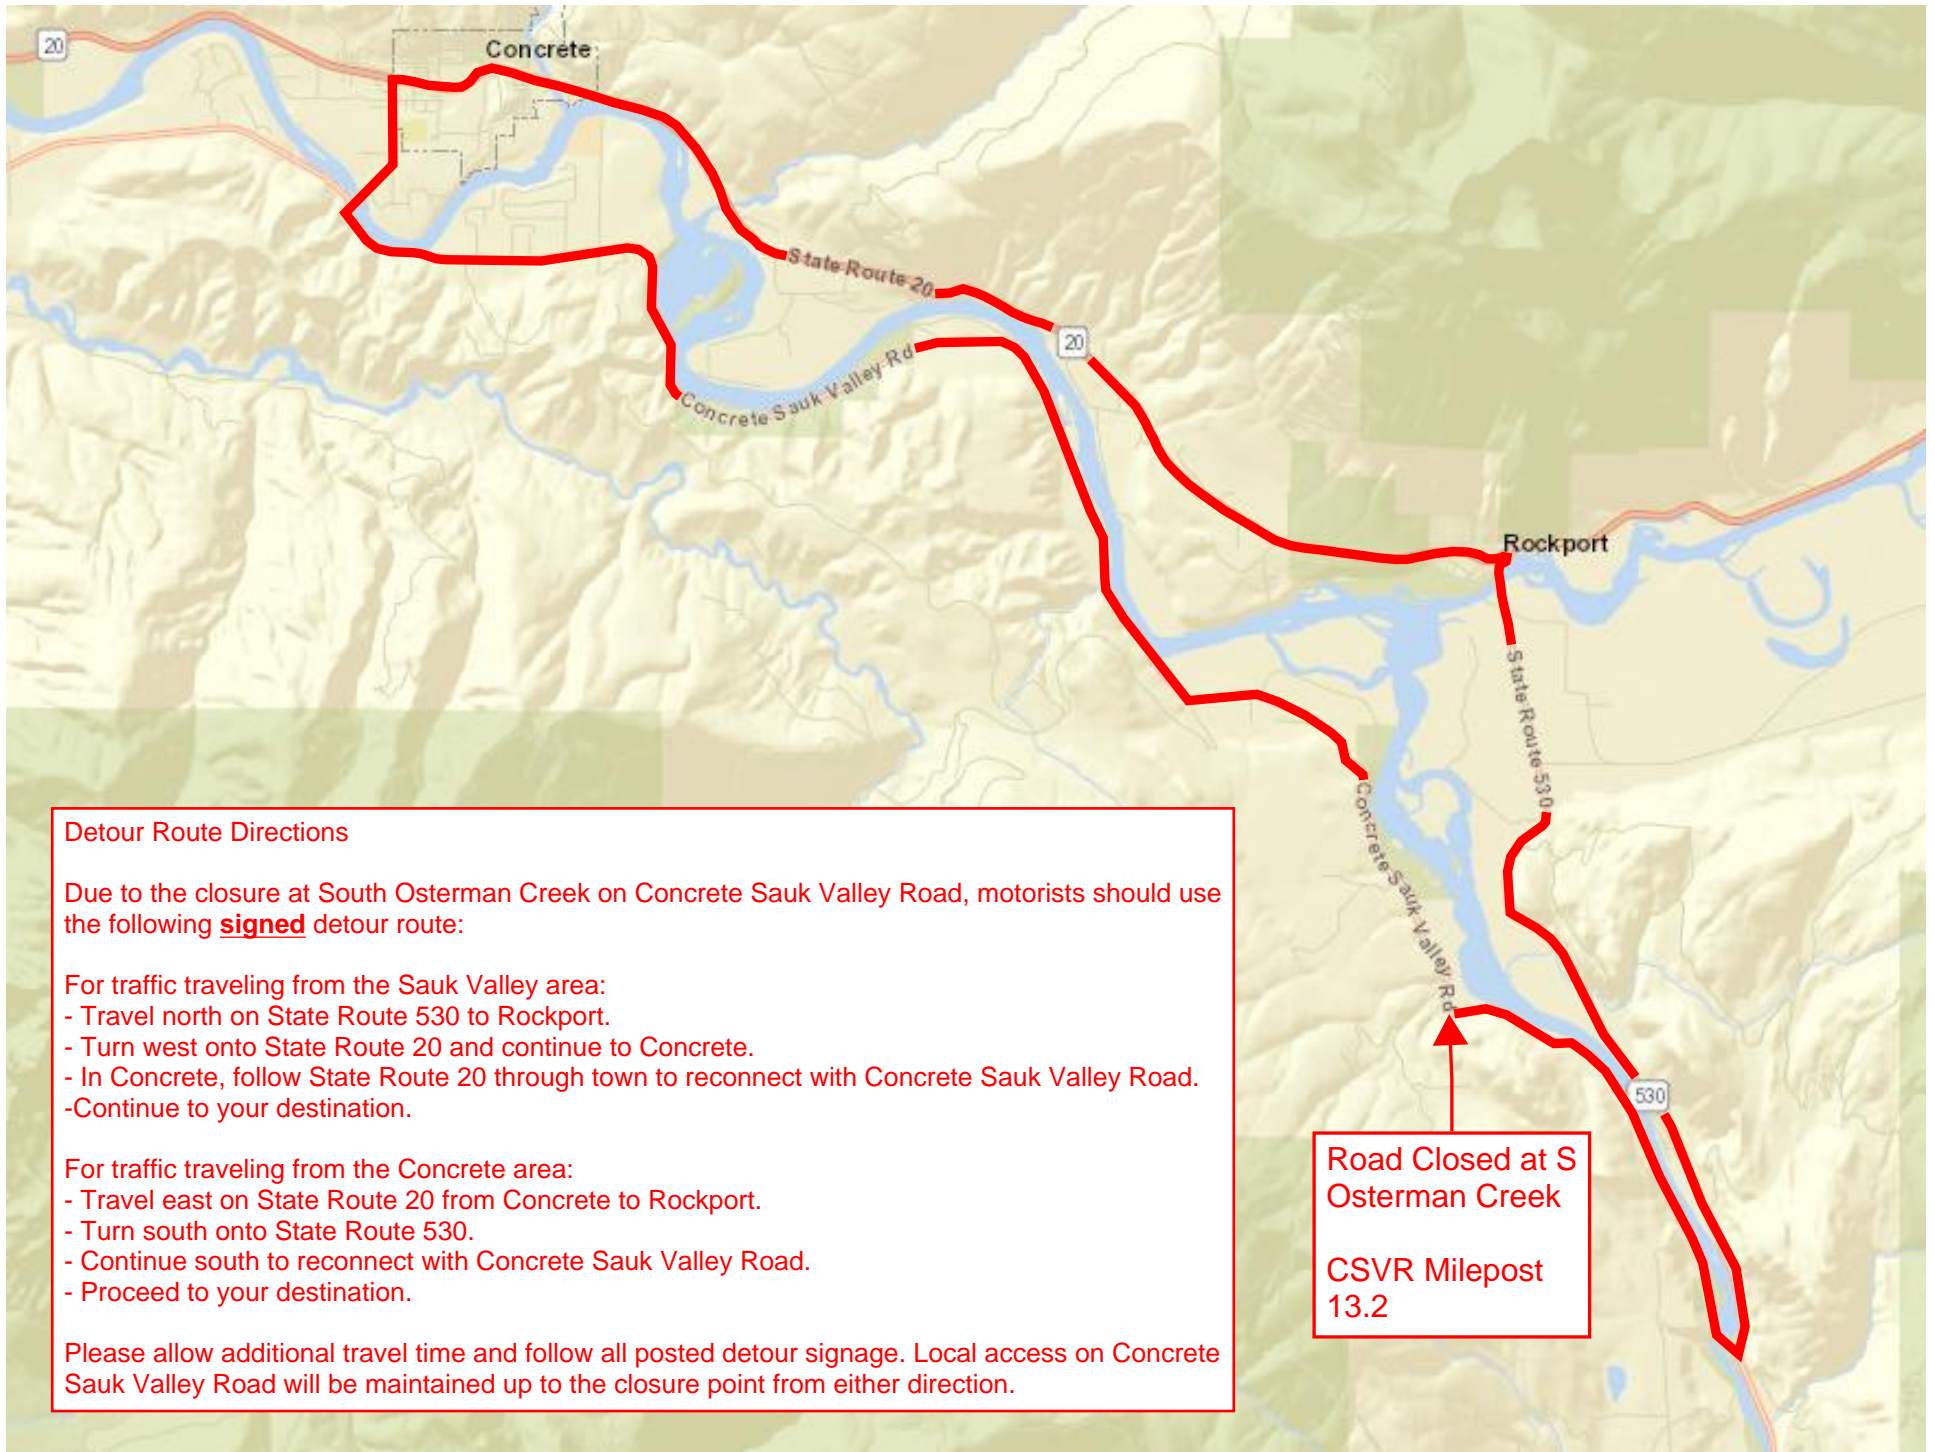 20
Concrete
State Route 20
20
Concrete Sauk Valley Rd
Rockport
State Route 530
Concrete Sauk Valley Rd
530
Detour Route Directions
Due to the closure at South Osterman Creek on Concrete Sauk Valley Road, motorists should use
the following signed detour route:
For traffic traveling from the Sauk Valley area:
- Travel north on State Route 530 to Rockport.
- Turn west onto State Route 20 and continue to Concrete.
- In Concrete, follow State Route 20 through town to reconnect with Concrete Sauk Valley Road.
-Continue to your destination.
For traffic traveling from the Concrete area:
- Travel east on State Route 20 from Concrete to Rockport.
- Turn south onto State Route 530.
- Continue south to reconnect with Concrete Sauk Valley Road.
- Proceed to your destination.
Please allow additional travel time and follow all posted detour signage. Local access on Concrete
Sauk Valley Road will be maintained up to the closure point from either direction.
Road Closed at S
Osterman Creek
CSVR Milepost
13.2